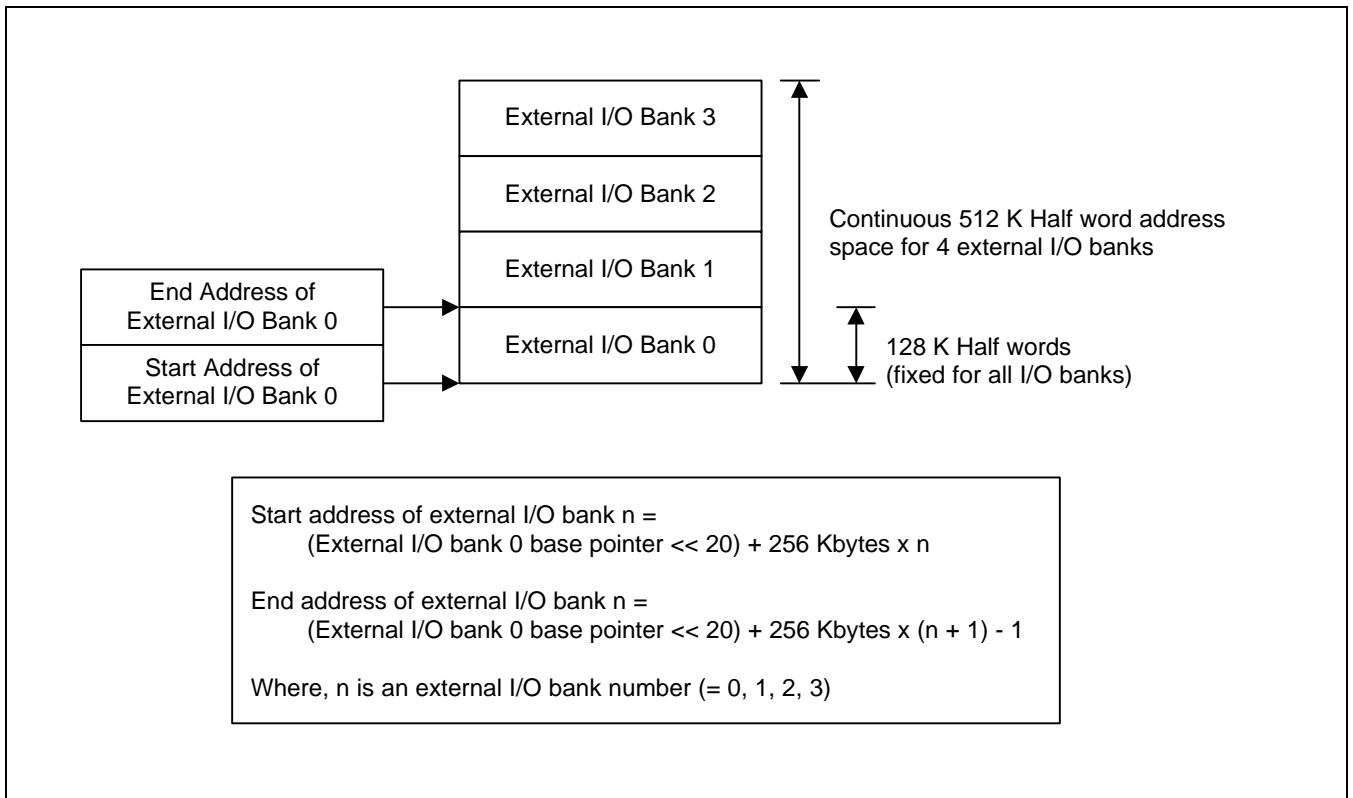 External I/O Bank 3
External I/O Bank 2
External I/O Bank 1
External I/O Bank 0
End Address of
External I/O Bank 0
Start Address of
External I/O Bank 0
Continuous 512 K Half word address
space for 4 external I/O banks
128 K Half words
(fixed for all I/O banks)
Start address of external I/O bank n =
(External I/O bank 0 base pointer << 20) + 256 Kbytes x n
End address of external I/O bank n =
(External I/O bank 0 base pointer << 20) + 256 Kbytes x (n + 1) - 1
Where, n is an external I/O bank number (= 0, 1, 2, 3)